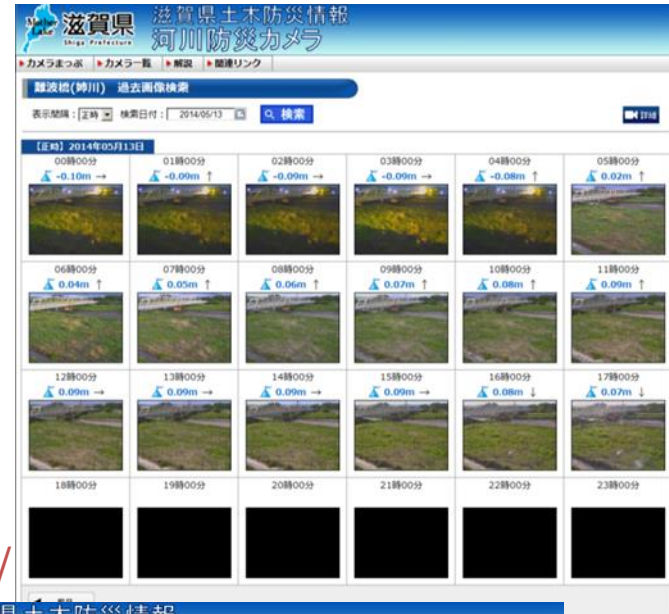 Mother Lake 滋賀県 Shiga Prefecture
滋賀県土木防災情報
河川防災カメラ
カメラまっぷ カメラ一覧 解説 関連リンク
難波橋(姉川) 過去画像検索
表示間隔：正時 検索日付： 2014/05/13 検索 詳細
【正時】2014年05月13日
00時00分 01時00分 02時00分 03時00分 04時00分 05時00分
-0.10m → -0.09m ↑ -0.09m → -0.09m → -0.08m ↑ 0.02m ↑
06時00分 07時00分 08時00分 09時00分 10時00分 11時00分
0.04m ↑ 0.05m ↑ 0.06m ↑ 0.07m ↑ 0.08m ↑ 0.09m ↑
12時00分 13時00分 14時00分 15時00分 16時00分 17時00分
0.09m → 0.09m → 0.09m → 0.09m → 0.08m ↓ 0.07m ↓
18時00分 19時00分 20時00分 21時00分 22時00分 23時00分
県土木防災情報